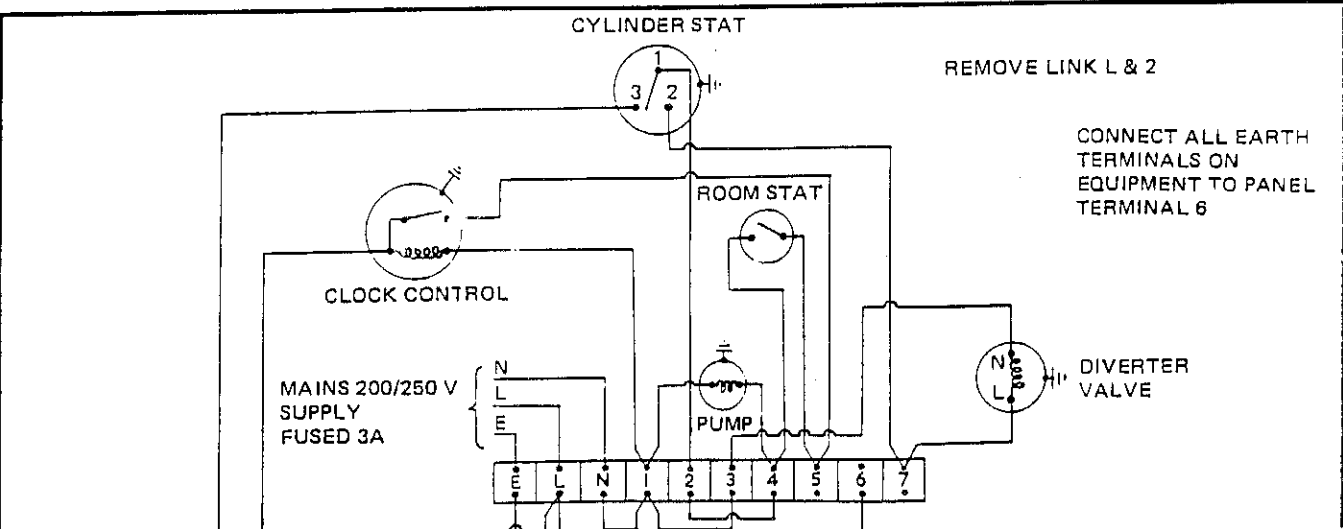 CYLINDER STAT
REMOVE LINK L & 2
1
3 2
CONNECT ALL EARTH
TERMINALS ON
EQUIPMENT TO PANEL
TERMINAL 6
ROOM STAT
CLOCK CONTROL
N
L
DIVERTER
VALVE
MAINS 200/250 V
SUPPLY
FUSED 3A
N
L
E
PUMP
E L N 1 2 3 4 5 6 7